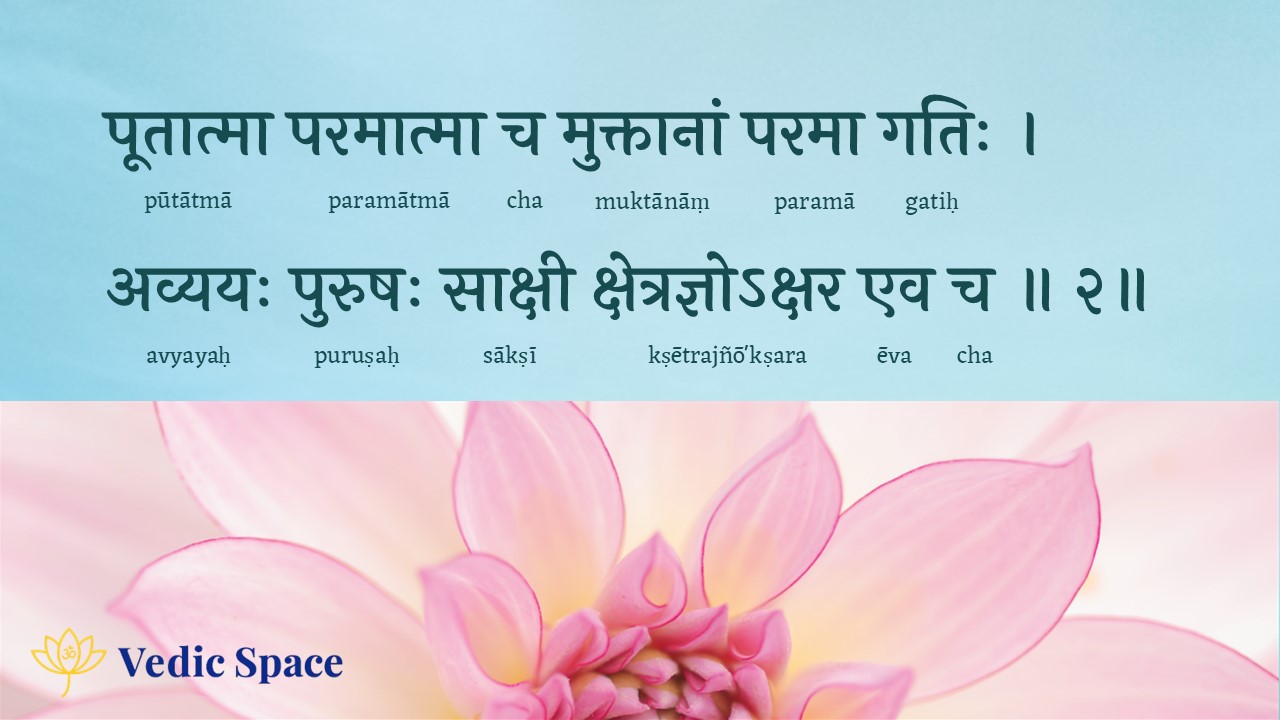 पूतात्मा परमात्मा च मुक्तानां परमा गतिः ।
pūtātmā paramātmā cha muktānāṃ paramā gatiḥ
अव्ययः पुरुषः साक्षी क्षेत्रज्ञोऽक्षर एव च ॥ २॥
avyayaḥ puruṣaḥ sākṣī kṣētrajñō’kṣara ēva cha
ॐ
Vedic Space